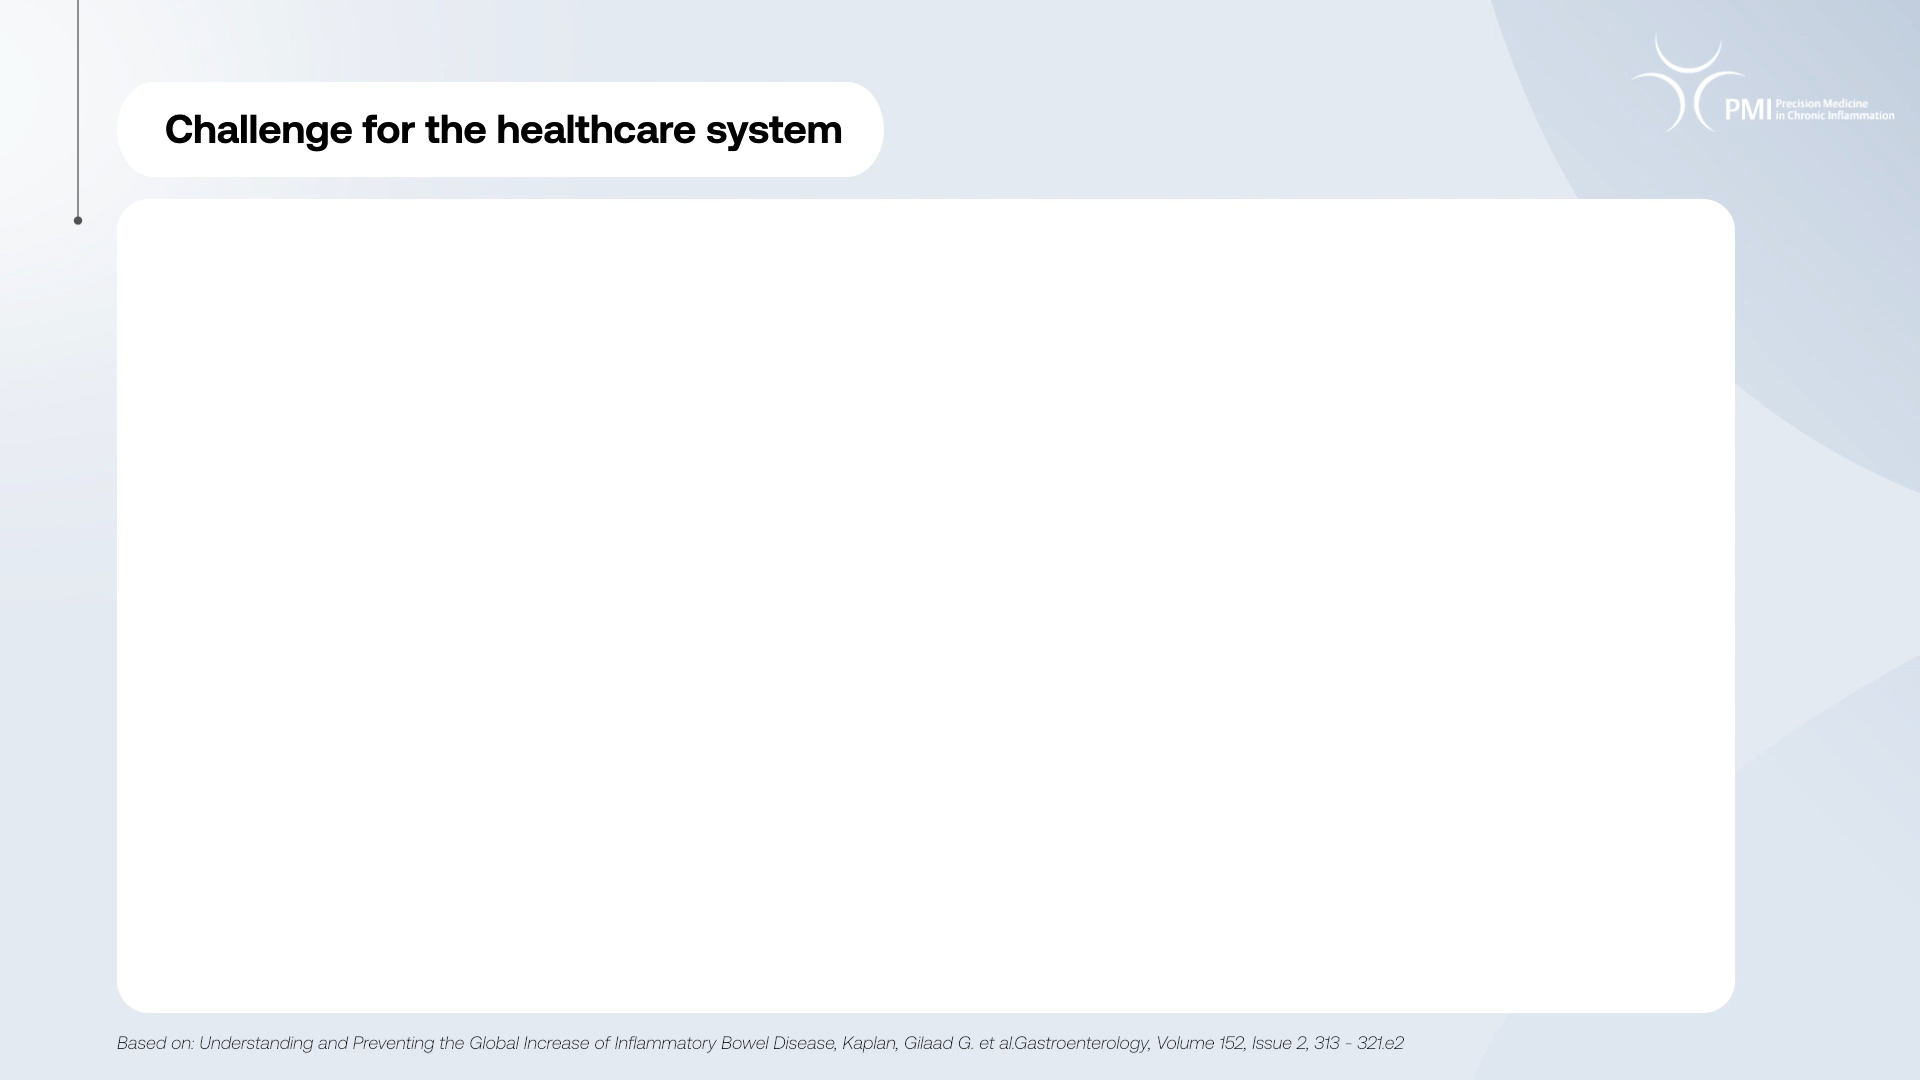 Challenge for the healthcare system
PMI
Precision Medicine
in Chronic Inflammation
Based on: Understanding and Preventing the Global Increase of Inflammatory Bowel Disease, Kaplan, Gilaad G. et al.Gastroenterology, Volume 152, Issue 2, 313 - 321.e2